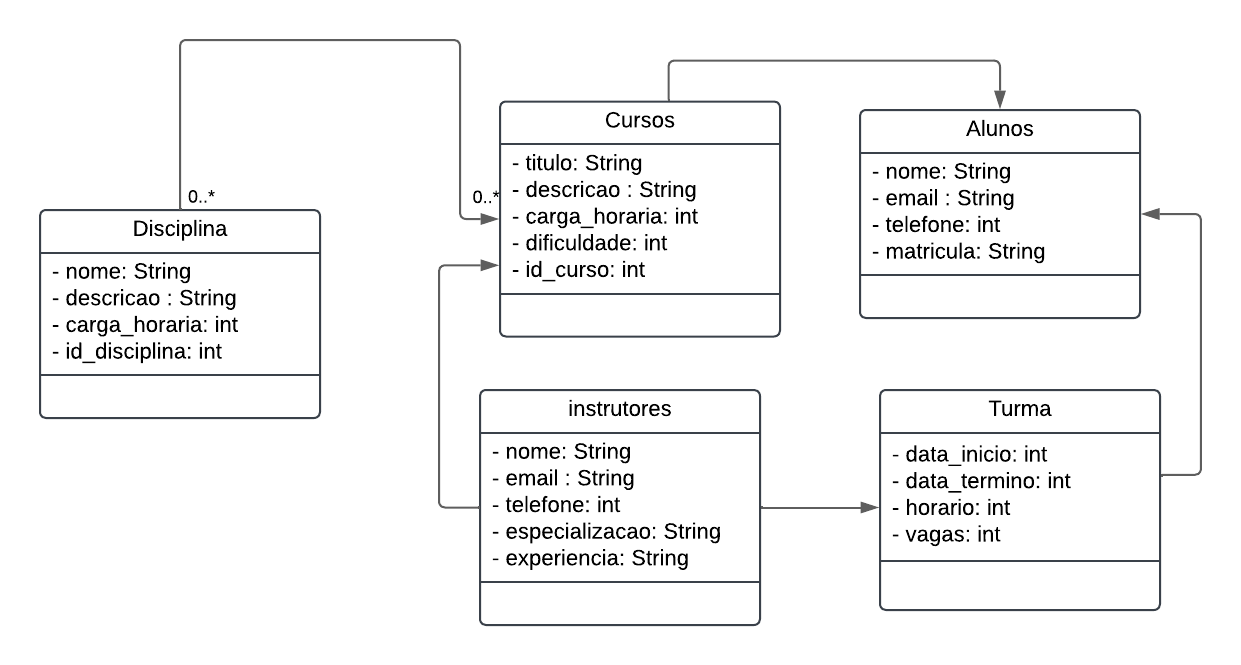 0..*
Disciplina
- nome: String
- descricao : String
- carga_horaria: int
- id_disciplina: int
0..*
Cursos
- titulo: String
- descricao : String
- carga_horaria: int
- dificuldade: int
- id_curso: int
Alunos
- nome: String
- email : String
- telefone: int
- matricula: String
instrutores
- nome: String
- email : String
- telefone: int
- especializacao: String
- experiencia: String
Turma
- data_inicio: int
- data_termino: int
- horario: int
- vagas: int